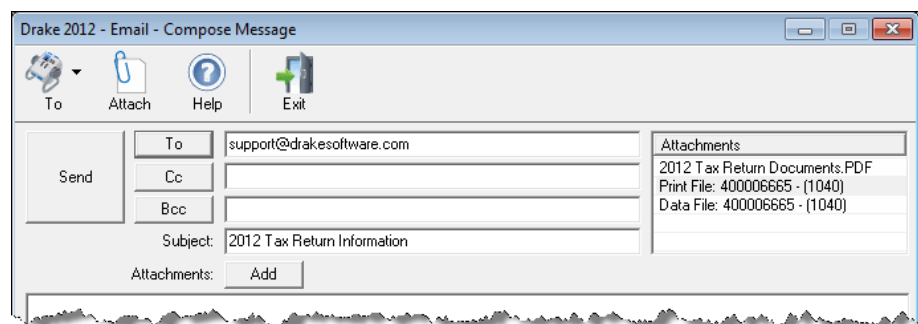 Drake 2012 - Email - Compose Message
To Attach Help Exit
Send
To support@drakesoftware.com
Cc
Bcc
Subject: 2012 Tax Return Information
Attachments: Add
Attachments
2012 Tax Return Documents.PDF
Print File: 400006665 - (1040)
Data File: 400006665 - (1040)